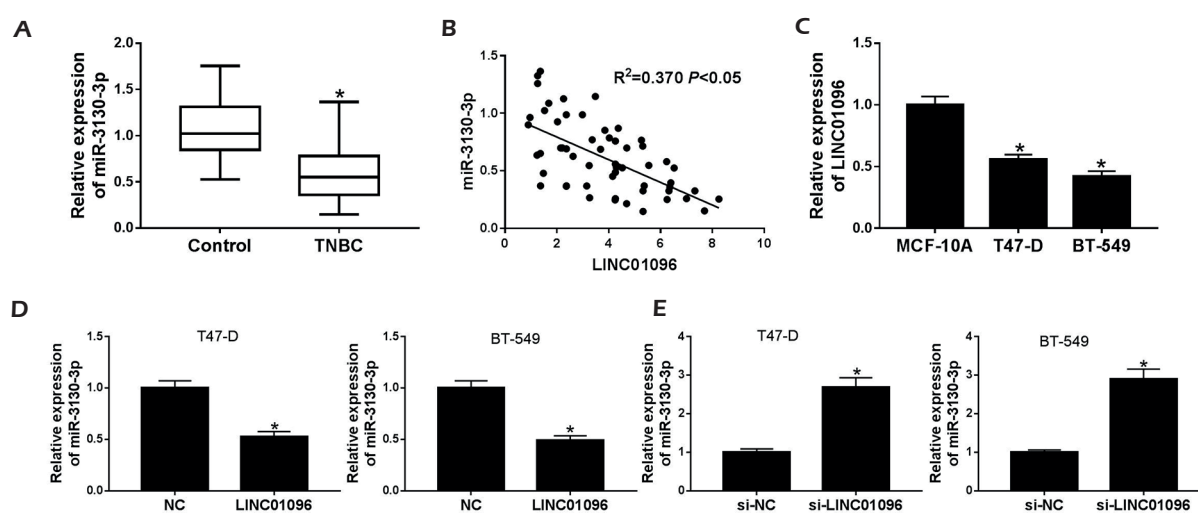 A
Relative expression
of miR-3130-3p
2.0
1.5
1.0
0.5
0.0
*
Control
TNBC
B
miR-3130-3p
1.5
1.0
0.5
0.0
R²=0.370 P<0.05
0
2
4
6
8
10
LINC01096
C
Relative expression
of LINC01096
1.5
1.0
0.5
0.0
*
*
MCF-10A
T47-D
BT-549
D
Relative expression
of miR-3130-3p
1.5
1.0
0.5
0.0
T47-D
*
NC
LINC01096
Relative expression
of miR-3130-3p
1.5
1.0
0.5
0.0
BT-549
*
NC
LINC01096
E
Relative expression
of miR-3130-3p
4
3
2
1
0
T47-D
*
si-NC
si-LINC01096
Relative expression
of miR-3130-3p
4
3
2
1
0
BT-549
*
si-NC
si-LINC01096